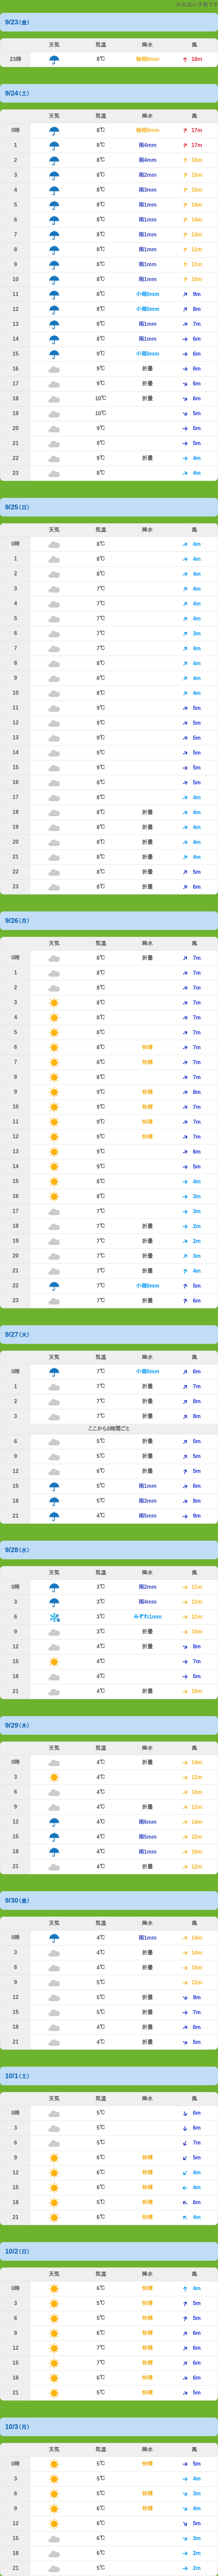 の 予報です
9/23(金)
天気 気温 降水 風
23時 8℃ 強雨8mm 18m
9/24(土)
天気 気温 降水 風
0時 8℃ 強雨8mm 17m
1 8℃ 雨4mm 17m
2 8℃ 雨4mm 16m
3 8℃ 雨2mm 15m
4 8℃ 雨3mm 15m
5 8℃ 雨1mm 14m
6 8℃ 雨1mm 14m
7 8℃ 雨1mm 13m
8 8℃ 雨1mm 12m
9 8℃ 雨1mm 11m
10 8℃ 雨1mm 10m
11 8℃ 小雨0mm 9m
12 8℃ 小雨0mm 8m
13 8℃ 雨1mm 7m
14 8℃ 雨1mm 6m
15 9℃ 小雨0mm 6m
16 9℃ 折畳 6m
17 9℃ 折畳 6m
18 10℃ 折畳 6m
19 10℃ 5m
20 9℃ 5m
21 9℃ 5m
22 9℃ 折畳 4m
23 8℃ 4m
9/25(日)
天気 気温 降水 風
0時 8℃ 4m
1 8℃ 4m
2 8℃ 4m
3 7℃ 4m
4 7℃ 4m
5 7℃ 4m
6 7℃ 3m
7 7℃ 4m
8 8℃ 4m
9 8℃ 4m
10 8℃ 4m
11 9℃ 5m
12 9℃ 5m
13 9℃ 5m
14 9℃ 5m
15 9℃ 5m
16 8℃ 5m
17 8℃ 4m
18 8℃ 折畳 4m
19 8℃ 折畳 4m
20 8℃ 折畳 4m
21 8℃ 折畳 4m
22 8℃ 折畳 5m
23 8℃ 折畳 6m
9/26(月)
天気 気温 降水 風
0時 8℃ 折畳 7m
1 8℃ 7m
2 8℃ 7m
3 7℃ 7m
4 7℃ 7m
5 7℃ 7m
6 7℃ 快晴 7m
7 8℃ 快晴 7m
8 8℃ 7m
9 9℃ 快晴 8m
10 9℃ 快晴 7m
11 9℃ 快晴 7m
12 9℃ 快晴 7m
13 9℃ 6m
14 9℃ 5m
15 8℃ 4m
16 8℃ 3m
17 7℃ 3m
18 7℃ 折畳 2m
19 7℃ 折畳 2m
20 7℃ 折畳 3m
21 7℃ 折畳 4m
22 7℃ 小雨0mm 5m
23 7℃ 折畳 6m
9/27(火)
天気 気温 降水 風
0時 7℃ 小雨0mm 6m
1 7℃ 折畳 7m
2 7℃ 折畳 8m
3 7℃ 折畳 8m
ここから3時間ごと
6 5℃ 折畳 5m
9 5℃ 折畳 5m
12 6℃ 折畳 5m
15 5℃ 雨1mm 6m
18 5℃ 雨3mm 8m
21 4℃ 雨5mm 9m
9/28(水)
天気 気温 降水 風
0時 3℃ 雨2mm 11m
3 3℃ 雨4mm 12m
6 3℃ みぞれ1mm 12m
9 3℃ 折畳 10m
12 4℃ 折畳 8m
15 4℃ 7m
18 4℃ 5m
21 4℃ 折畳 10m
9/29(木)
天気 気温 降水 風
0時 4℃ 折畳 14m
3 4℃ 12m
6 4℃ 10m
9 4℃ 折畳 12m
12 4℃ 雨6mm 14m
15 4℃ 雨5mm 12m
18 4℃ 雨1mm 10m
21 4℃ 折畳 12m
9/30(金)
天気 気温 降水 風
0時 4℃ 雨1mm 14m
3 4℃ 折畳 14m
6 4℃ 折畳 15m
9 5℃ 12m
12 5℃ 折畳 9m
15 5℃ 折畳 7m
18 4℃ 折畳 6m
21 4℃ 折畳 5m
10/1(土)
天気 気温 降水 風
0時 5℃ 6m
3 5℃ 6m
6 5℃ 7m
9 6℃ 快晴 5m
12 6℃ 快晴 4m
15 6℃ 快晴 4m
18 5℃ 快晴 6m
21 6℃ 快晴 4m
10/2(日)
天気 気温 降水 風
0時 6℃ 快晴 4m
3 5℃ 快晴 5m
6 5℃ 快晴 5m
9 6℃ 快晴 6m
12 7℃ 快晴 6m
15 7℃ 快晴 6m
18 6℃ 快晴 6m
21 5℃ 快晴 5m
10/3(月)
天気 気温 降水 風
0時 5℃ 快晴 5m
3 5℃ 4m
6 5℃ 快晴 3m
9 6℃ 快晴 4m
12 6℃ 5m
15 6℃ 3m
18 6℃ 2m
21 5℃ 2m